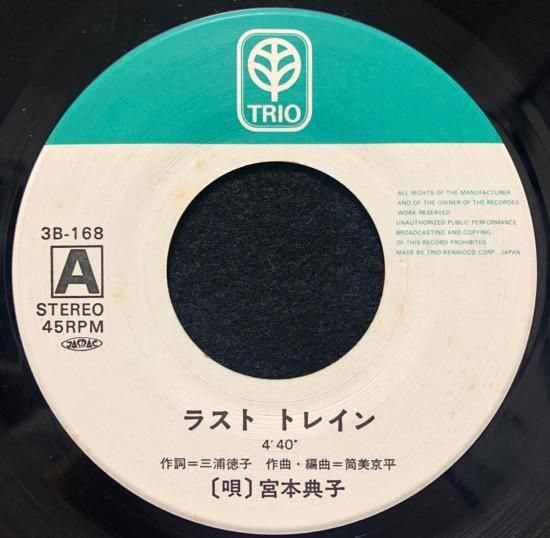 TRIO
ALL RIGHTS OF THE MANUFACTURER
AND OF THE OWNER OF THE RECORDED
WORK RESERVED
UNAUTHORIZED PUBLIC PERFORMANCE
BROADCASTING AND COPYING
OF THIS RECORD PROHIBITED
MADE BY TRIO-KENWOOD CORP., JAPAN
3B-168
A
STEREO
45RPM
JASRAC
ラスト トレイン
4′40″
作詞=三浦徳子 作曲・編曲=筒美京平
〔唄〕宮本典子